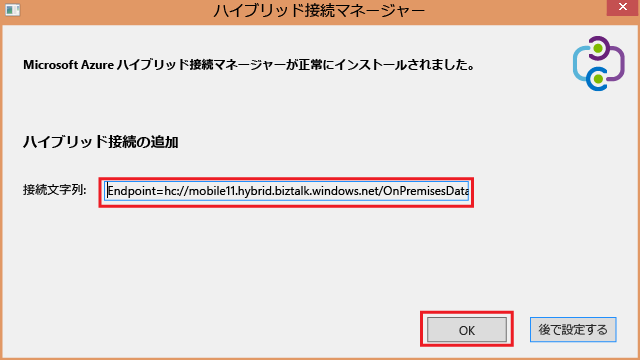 ハイブリッド接続マネージャー
Microsoft Azure ハイブリッド接続マネージャーが正常にインストールされました。
ハイブリッド接続の追加
接続文字列: Endpoint=hc://mobile11.hybrid.biztalk.windows.net/OnPremisesData
OK 後で設定する